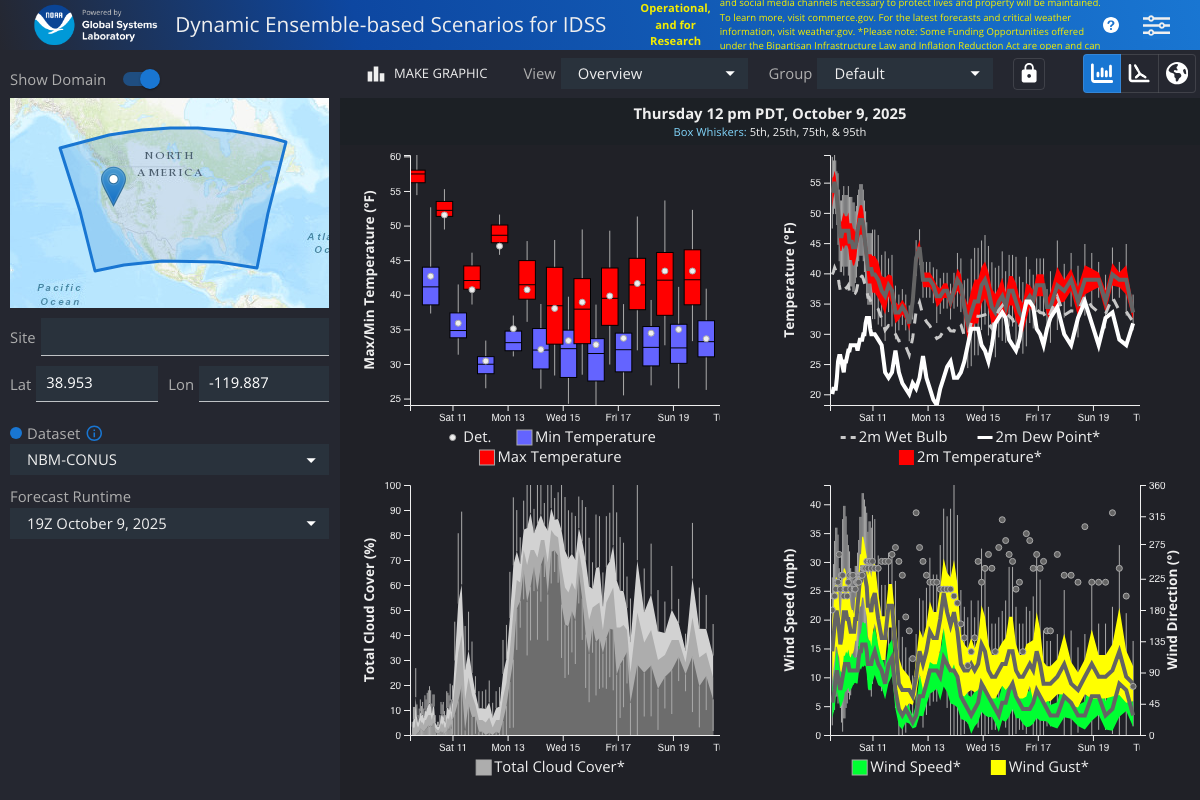 NOAA
Powered by
Global Systems
Laboratory
Dynamic Ensemble-based Scenarios for IDSS
Operational,
and for
Research
and social media channels necessary to protect lives and property will be maintained.
To learn more, visit commerce.gov. For the latest forecasts and critical weather
information, visit weather.gov. *Please note: Some Funding Opportunities offered
under the Bipartisan Infrastructure Law and Inflation Reduction Act are open and can
?
Show Domain
NORTH
AMERICA
Pacific
Ocean
Site
Lat 38.953 Lon -119.887
Dataset i
NBM-CONUS
Forecast Runtime
19Z October 9, 2025
MAKE GRAPHIC View Overview Group Default
Thursday 12 pm PDT, October 9, 2025
Box Whiskers: 5th, 25th, 75th, & 95th
Max/Min Temperature (°F)
60
55
50
45
40
35
30
25
Sat 11 Mon 13 Wed 15 Fri 17 Sun 19
Det. Min Temperature
Max Temperature
Temperature (°F)
55
50
45
40
35
30
25
20
Sat 11 Mon 13 Wed 15 Fri 17 Sun 19
2m Wet Bulb 2m Dew Point*
2m Temperature*
Total Cloud Cover (%)
100
90
80
70
60
50
40
30
20
10
0
Sat 11 Mon 13 Wed 15 Fri 17 Sun 19
Total Cloud Cover*
Wind Speed (mph)
40
35
30
25
20
15
10
5
0
360
315
275
225
180
135
90
45
0
Wind Direction (°)
Sat 11 Mon 13 Wed 15 Fri 17 Sun 19
Wind Speed* Wind Gust*